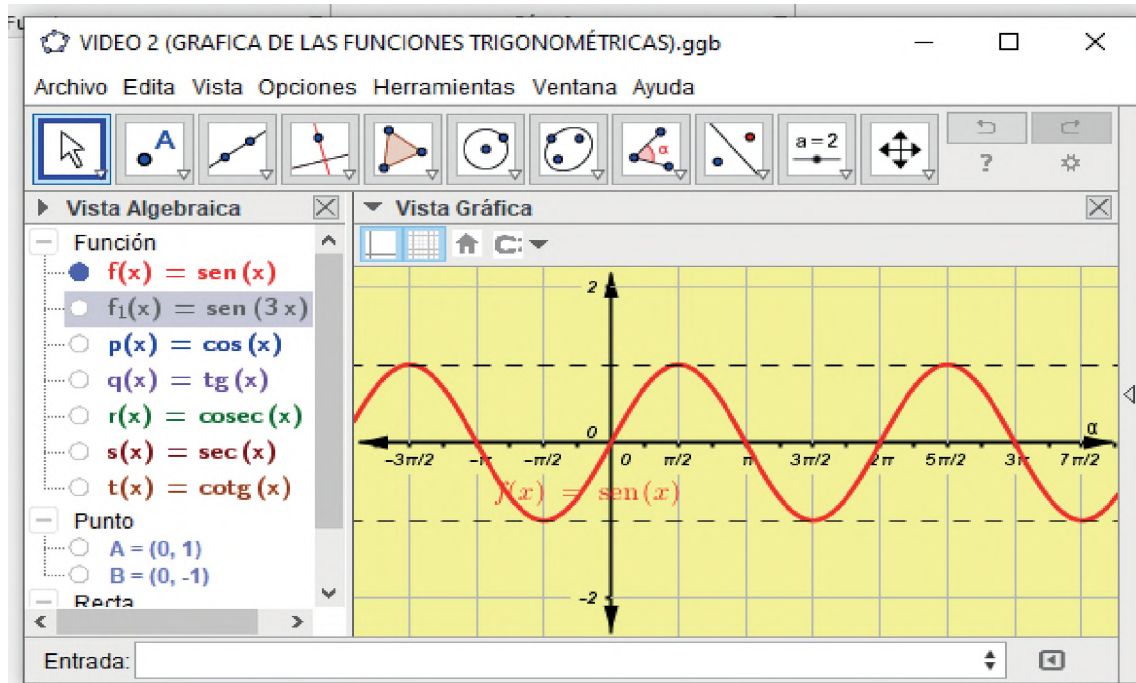 VIDEO 2 (GRAFICA DE LAS FUNCIONES TRIGONOMÉTRICAS).ggb
Archivo Edita Vista Opciones Herramientas Ventana Ayuda
A
α
a = 2
?
Vista Algebraica
Vista Gráfica
Función
f(x) = sen (x)
f₁(x) = sen (3 x)
p(x) = cos (x)
q(x) = tg (x)
r(x) = cosec (x)
s(x) = sec (x)
t(x) = cotg (x)
Punto
A = (0, 1)
B = (0, -1)
Recta
2
0
α
-3π/2 -π -π/2 0 π/2 π 3π/2 2π 5π/2 3π 7π/2
f(x) = sen (x)
-2
Entrada: